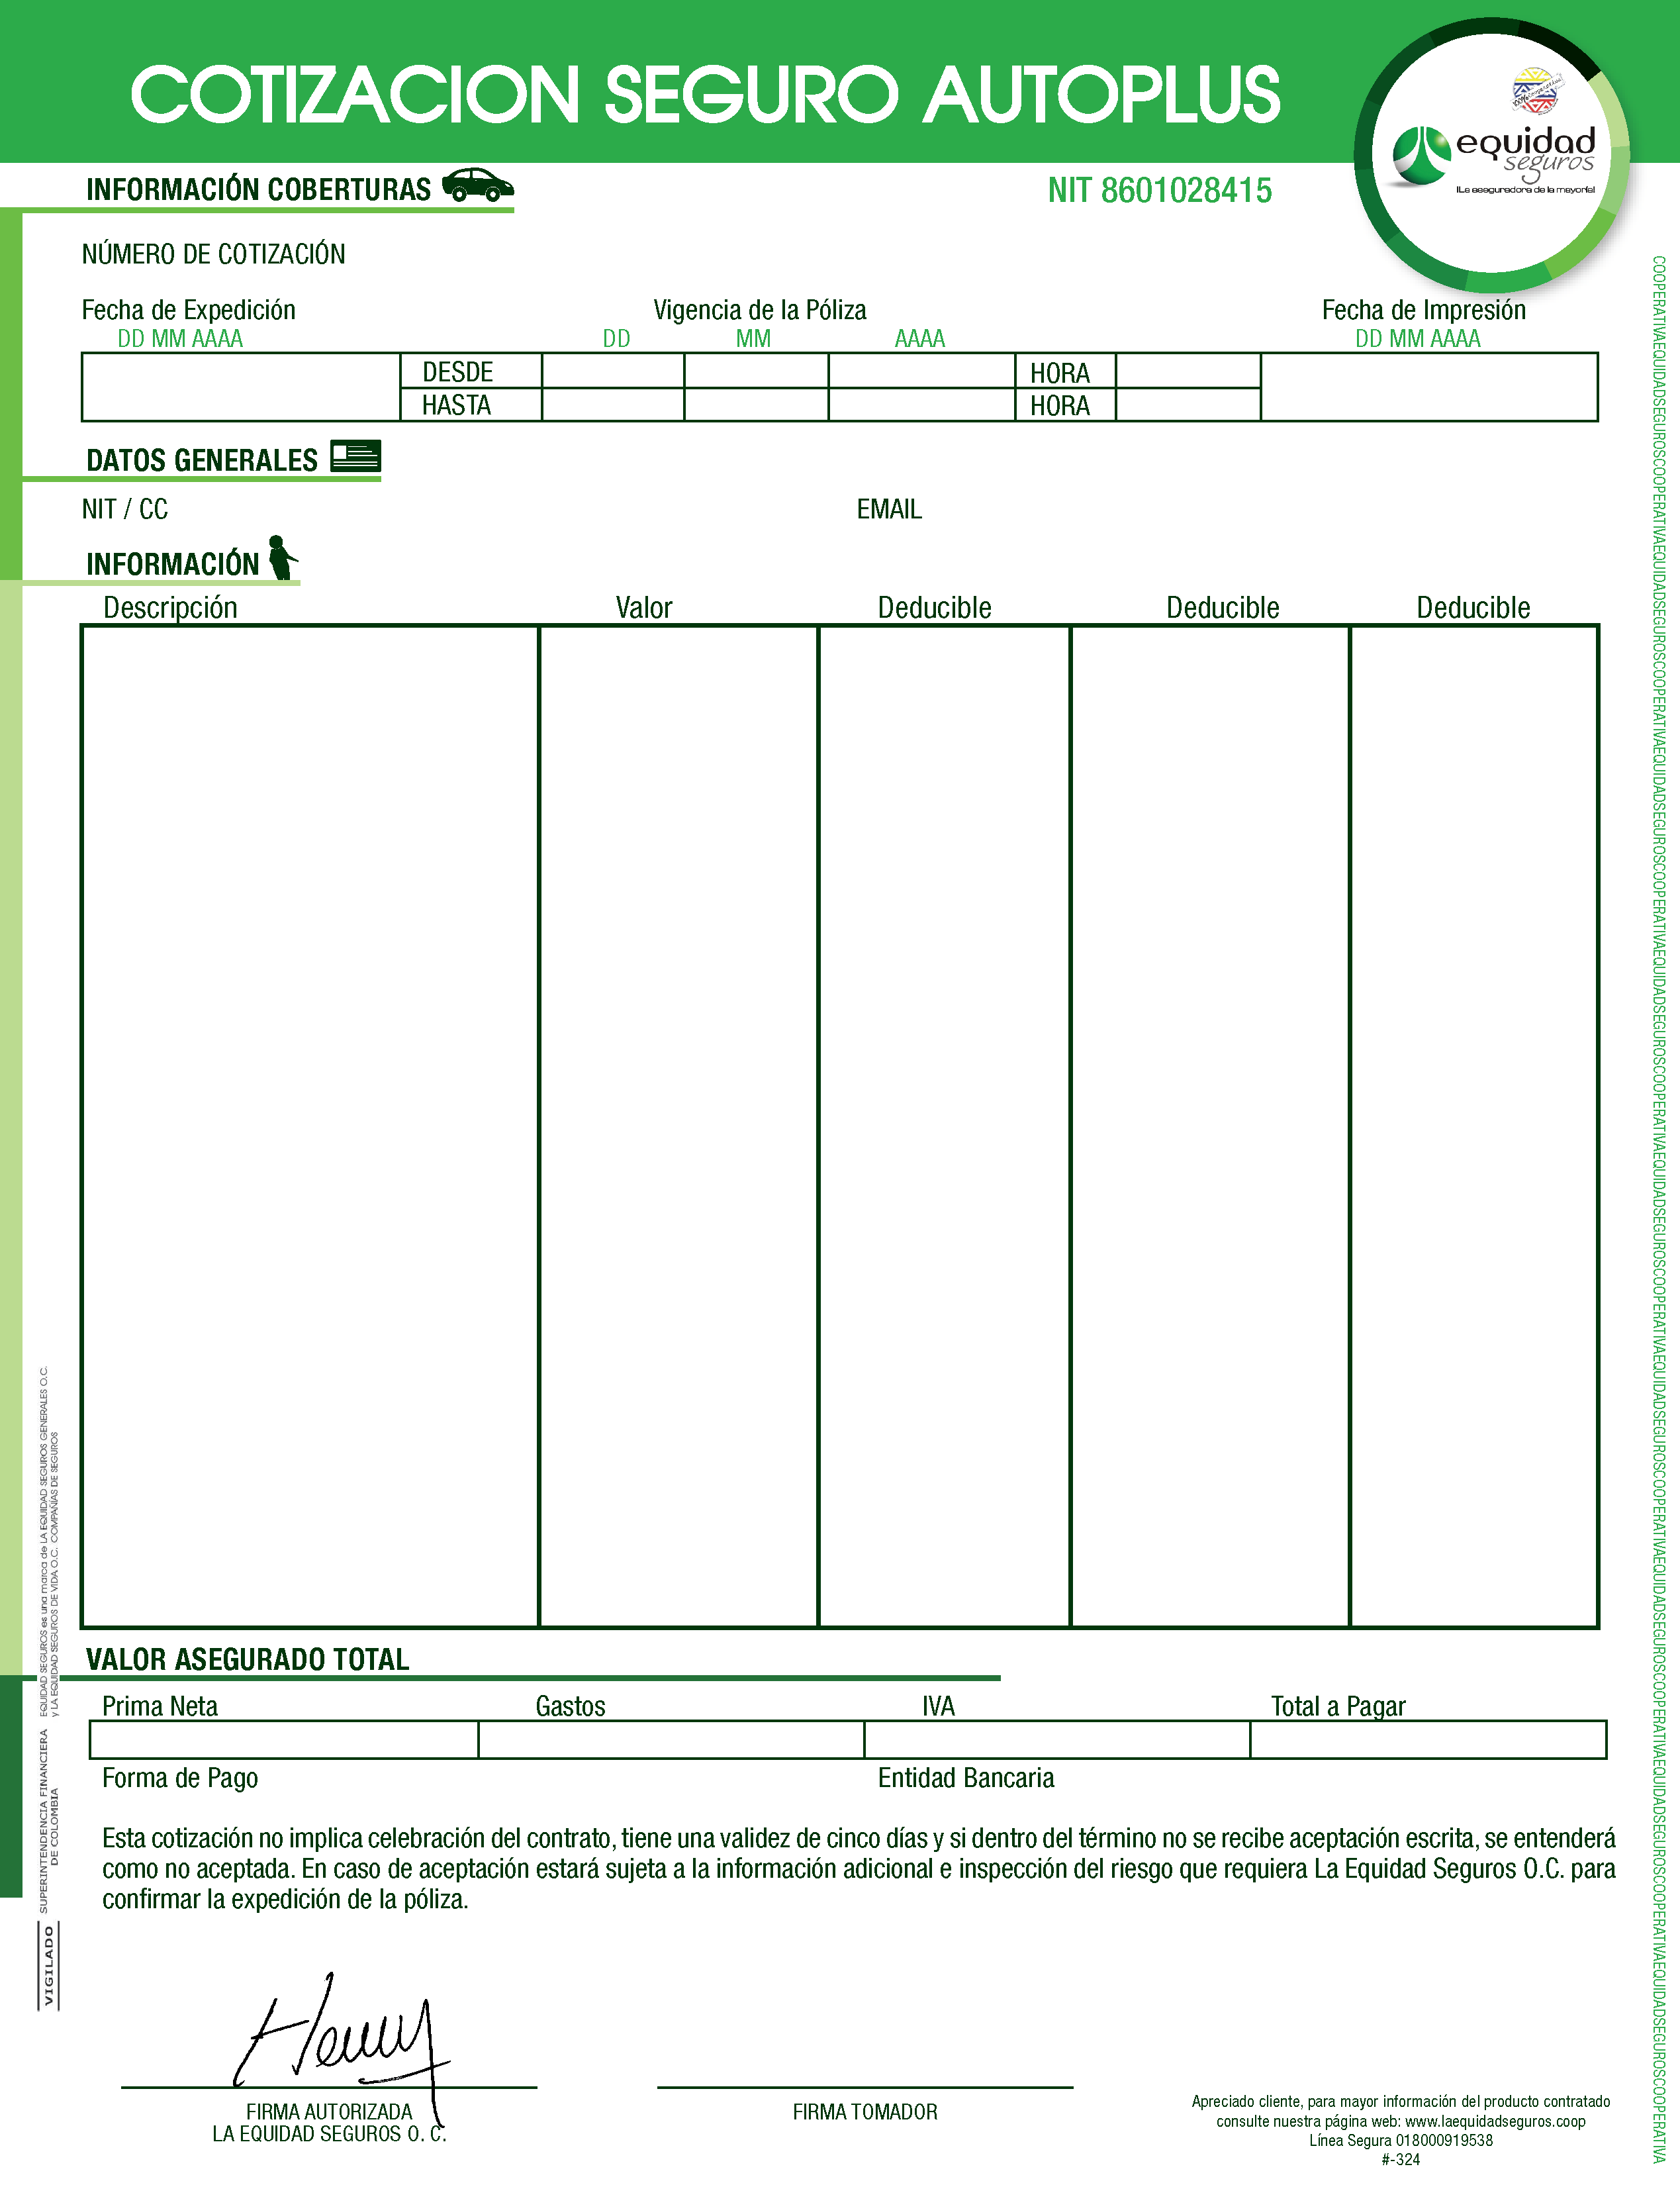 COTIZACION SEGURO AUTOPLUS
100% Cooperativa
equidad
seguros
¡La aseguradora de la mayoría!
INFORMACIÓN COBERTURAS
NIT 8601028415
NÚMERO DE COTIZACIÓN
Fecha de Expedición Vigencia de la Póliza Fecha de Impresión
DD MM AAAA DD MM AAAA DD MM AAAA
DESDE HORA
HASTA HORA
DATOS GENERALES
NIT / CC EMAIL
INFORMACIÓN
Descripción Valor Deducible Deducible Deducible
VALOR ASEGURADO TOTAL
Prima Neta Gastos IVA Total a Pagar
Forma de Pago Entidad Bancaria
Esta cotización no implica celebración del contrato, tiene una validez de cinco días y si dentro del término no se recibe aceptación escrita, se entenderá
como no aceptada. En caso de aceptación estará sujeta a la información adicional e inspección del riesgo que requiera La Equidad Seguros O.C. para
confirmar la expedición de la póliza.
Henry
FIRMA AUTORIZADA
LA EQUIDAD SEGUROS O. C.
FIRMA TOMADOR
Apreciado cliente, para mayor información del producto contratado
consulte nuestra página web: www.laequidadseguros.coop
Línea Segura 018000919538
#-324
VIGILADO
SUPERINTENDENCIA FINANCIERA
DE COLOMBIA
EQUIDAD SEGUROS es una marca de LA EQUIDAD SEGUROS GENERALES O.C.
y LA EQUIDAD SEGUROS DE VIDA O.C. COMPAÑIAS DE SEGUROS
COOPERATIVAEQUIDADSEGUROSCOOPERATIVAEQUIDADSEGUROSCOOPERATIVAEQUIDADSEGUROSCOOPERATIVAEQUIDADSEGUROSCOOPERATIVAEQUIDADSEGUROSCOOPERATIVAEQUIDADSEGUROSCOOPERATIVAEQUIDADSEGUROSCOOPERATIVAEQUIDADSEGUROSCOOPERATIVAEQUIDADSEGUROSCOOPERATIVA